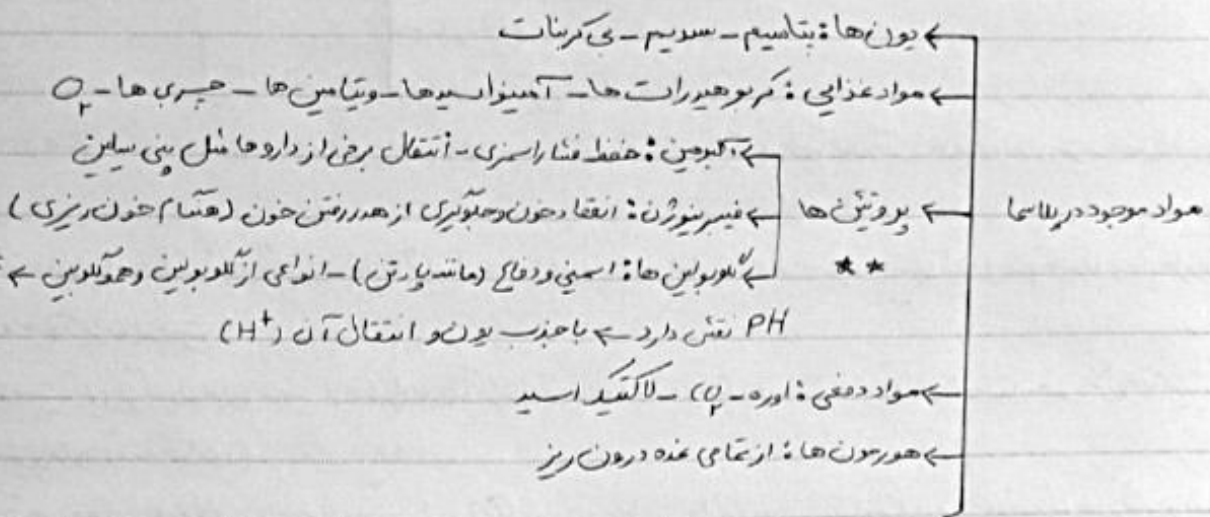 مواد موجود در پلاسما
← یون‌ها: پتاسیم - سدیم - بی کربنات
← مواد غذایی: کربوهیدرات ها - آمینواسیدها - ویتامین ها - چربی ها - O₂
← پروتئین ها
**
← آلبومین: حفظ فشار اسمزی - انتقال برخی از داروها مثل پنی سیلین
← فیبرینوژن: انعقاد خون و جلوگیری از هدر رفتن خون (هنگام خون ریزی)
← گلوبولین ها: ایمنی و دفاع (مانند پادتن) - انواعی از گلوبولین و هموگلوبین ←
PH نقش دارد ← با جذب یون و انتقال آن (H⁺)
← مواد دفعی: اوره - CO₂ - لاکتیک اسید
← هورمون ها: از تمامی غدد درون ریز